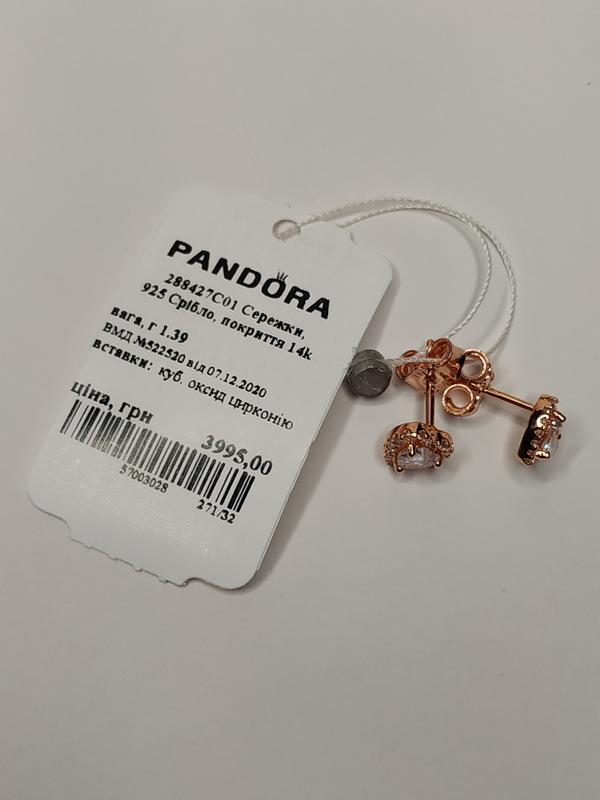 PANDORA
288427C01 Сережки,
925 Срібло, покриття 14k
вага, г 1.39
ВМД №522520 від 07.12.2020
вставки: куб. оксид цирконію
ціна, грн
3995,00
57003028
271/32